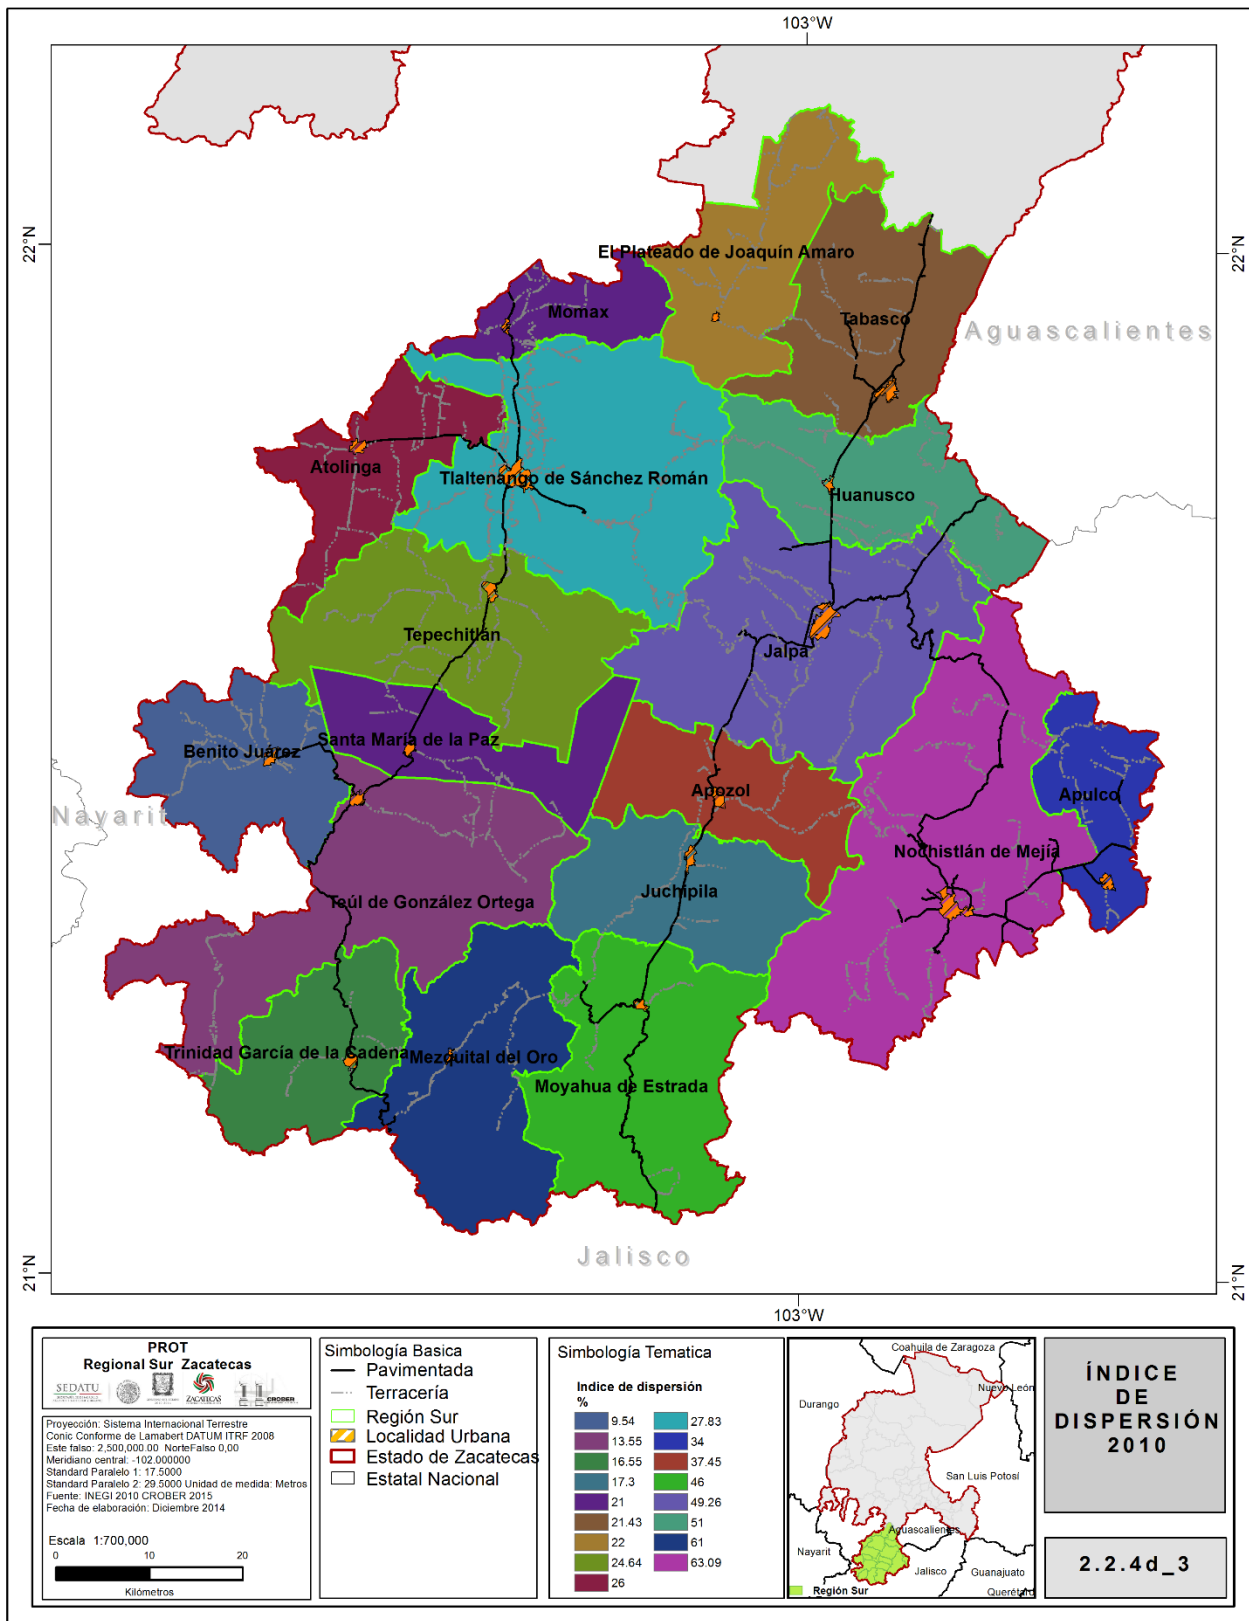 103°W
22°N
22°N
El Plateado de Joaquín Amaro
Momax
Tabasco
Aguascalientes
Atolinga
Tlaltenango de Sánchez Román
Huanusco
Tepechitlán
Jalpa
Santa María de la Paz
Benito Juárez
Apozol
Apulco
Nayarit
Nochistlán de Mejía
Juchipila
Teúl de González Ortega
Trinidad García de la Cadena
Mezquital del Oro
Moyahua de Estrada
Jalisco
21°N
21°N
103°W
PROT
Regional Sur Zacatecas
SEDATU
ZACATECAS
CROBER
Proyección: Sistema Internacional Terrestre
Conic Conforme de Lamabert DATUM ITRF 2008
Este falso: 2,500,000.00 NorteFalso 0,00
Meridiano central: -102.000000
Standard Paralelo 1: 17.5000
Standard Paralelo 2: 29.5000 Unidad de medida: Metros
Fuente: INEGI 2010 CROBER 2015
Fecha de elaboración: Diciembre 2014
Escala 1:700,000
0 10 20
Kilómetros
Simbología Basica
Pavimentada
Terracería
Región Sur
Localidad Urbana
Estado de Zacatecas
Estatal Nacional
Simbología Tematica
Indice de dispersión
%
9.54
13.55
16.55
17.3
21
21.43
22
24.64
26
27.83
34
37.45
46
49.26
51
61
63.09
Coahuila de Zaragoza
Nuevo León
Durango
San Luis Potosí
Aguascalientes
Nayarit
Jalisco
Guanajuato
Región Sur
ÍNDICE
DE
DISPERSIÓN
2010
2.2.4d_3